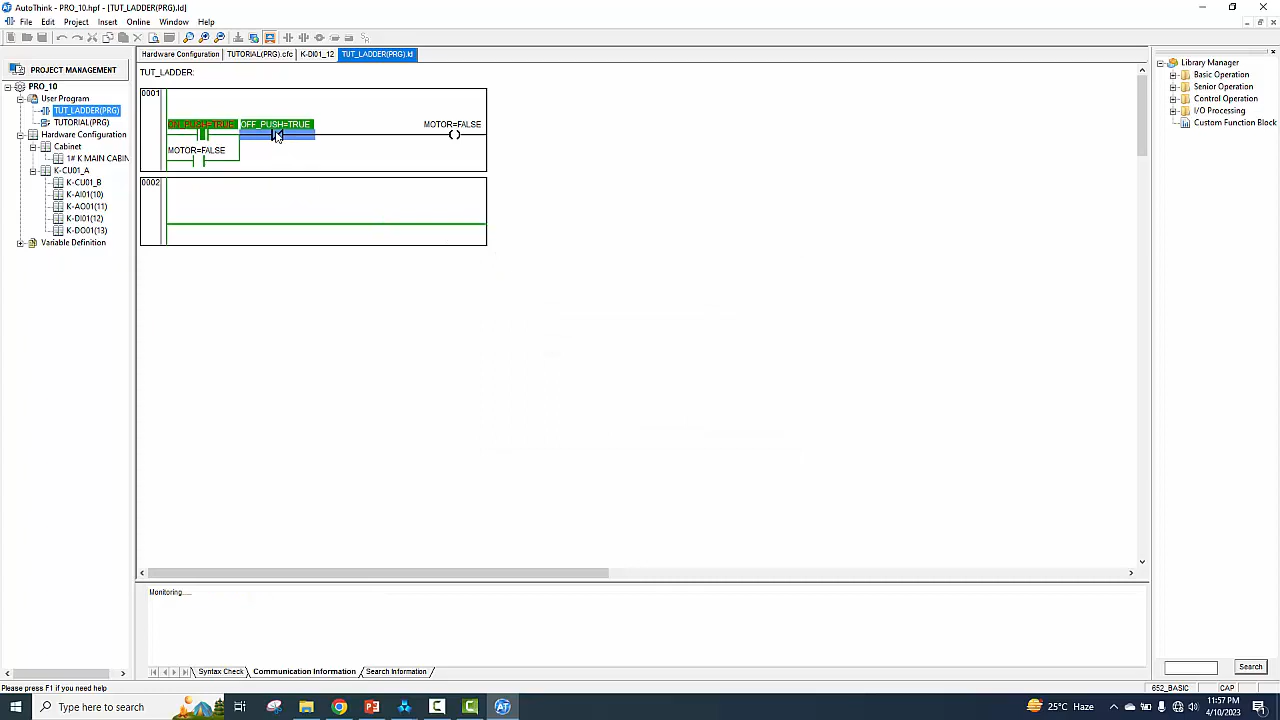 AutoThink - PRO_10.hpf - [TUT_LADDER(PRG).ld]
File Edit Project Insert Online Window Help
PROJECT MANAGEMENT
PRO_10
User Program
TUT_LADDER(PRG)
TUTORIAL(PRG)
Hardware Configuration
Cabinet
1# K MAIN CABIN
K-CU01_A
K-CU01_B
K-AI01(10)
K-AO01(11)
K-DI01(12)
K-DO01(13)
Variable Definition
Hardware Configuration TUTORIAL(PRG).cfc K-DI01_12 TUT_LADDER(PRG).ld
TUT_LADDER:
0001
ON_PUSH=TRUE OFF_PUSH=TRUE MOTOR=FALSE
MOTOR=FALSE
0002
Library Manager
Basic Operation
Senior Operation
Control Operation
I/O Processing
Custom Function Block
Monitoring.....
Syntax Check Communication Information Search Information
Search
Please press F1 if you need help
652_BASIC CAP
Type here to search
25°C Haze
11:57 PM
4/10/2023